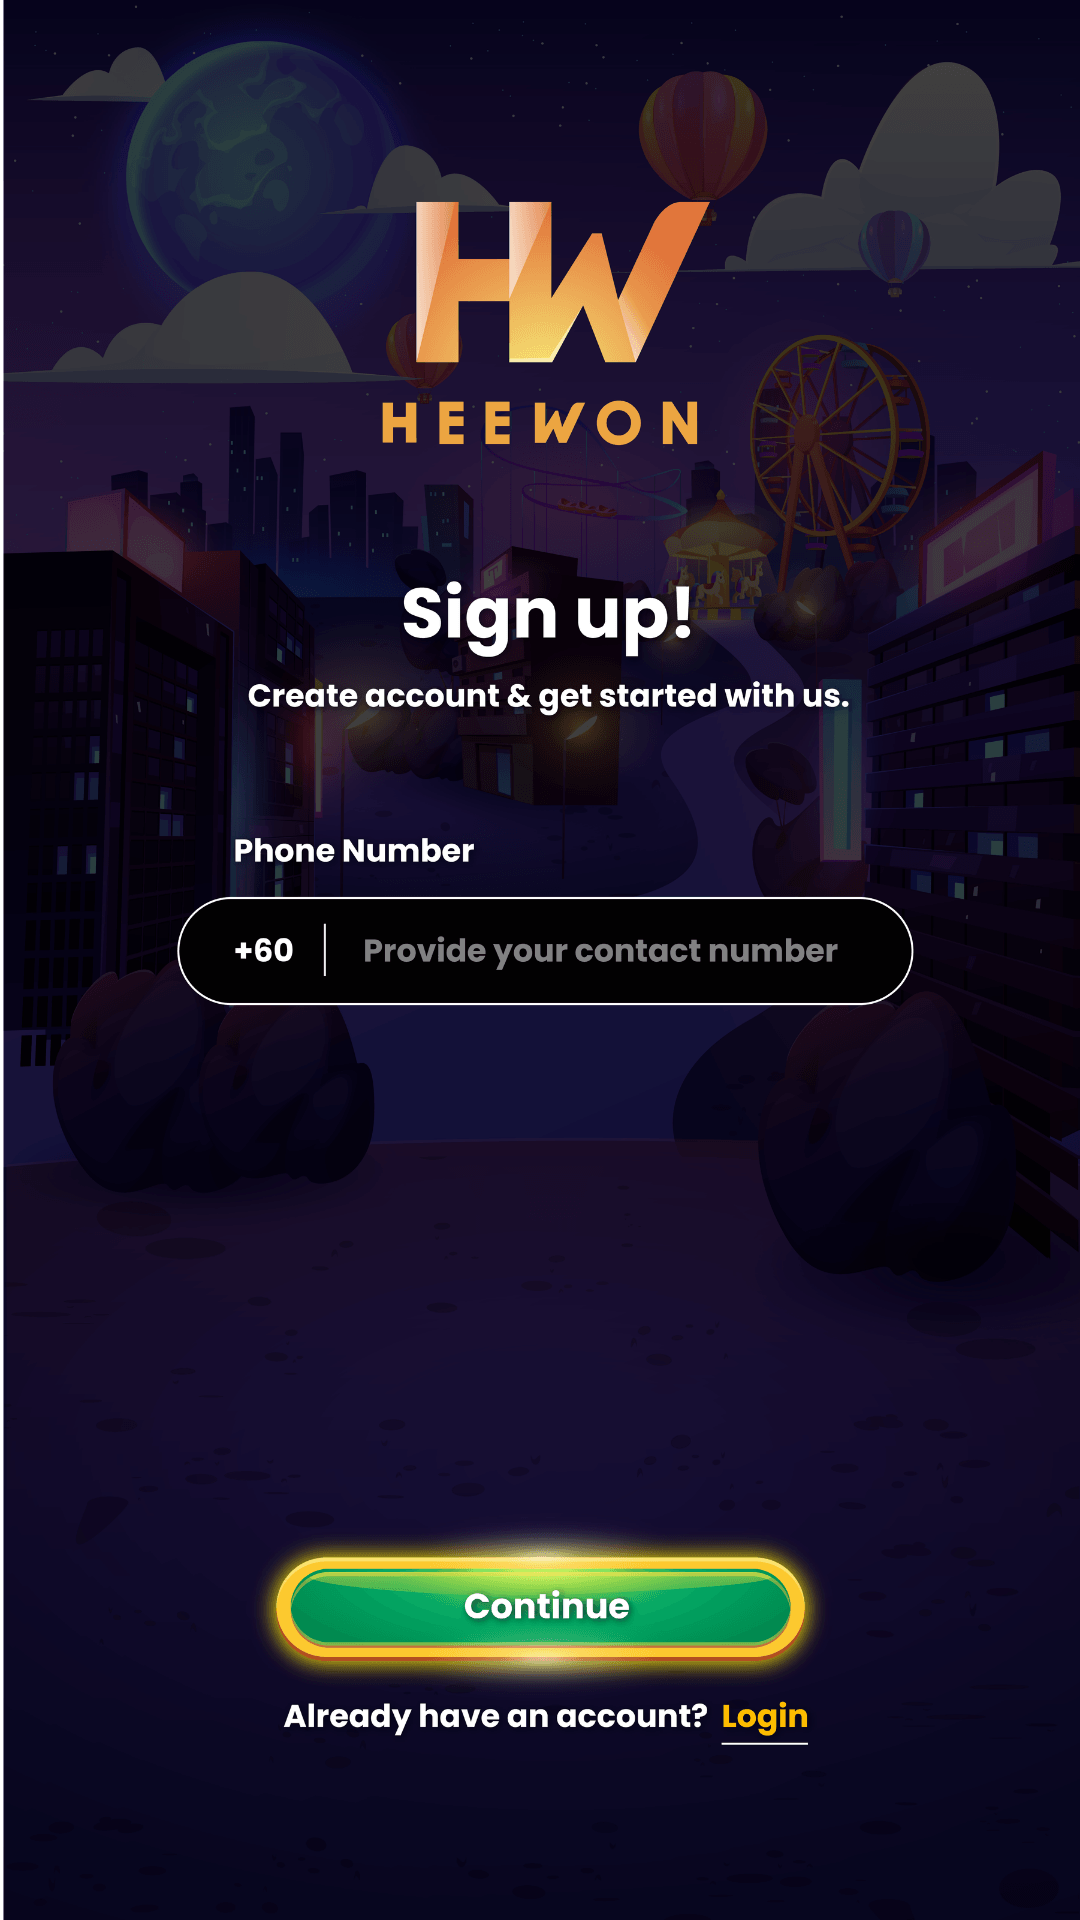 HW
HEEWON
Sign up!
Create account & get started with us.
Phone Number
+60 Provide your contact number
Continue
Already have an account? Login